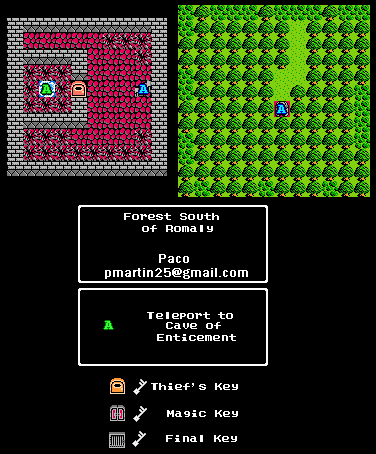 A
A
A
Forest South
of Romaly
Paco
pmartin25@gmail.com
A
Teleport to
Cave of
Enticement
Thief's Key
Magic Key
Final Key